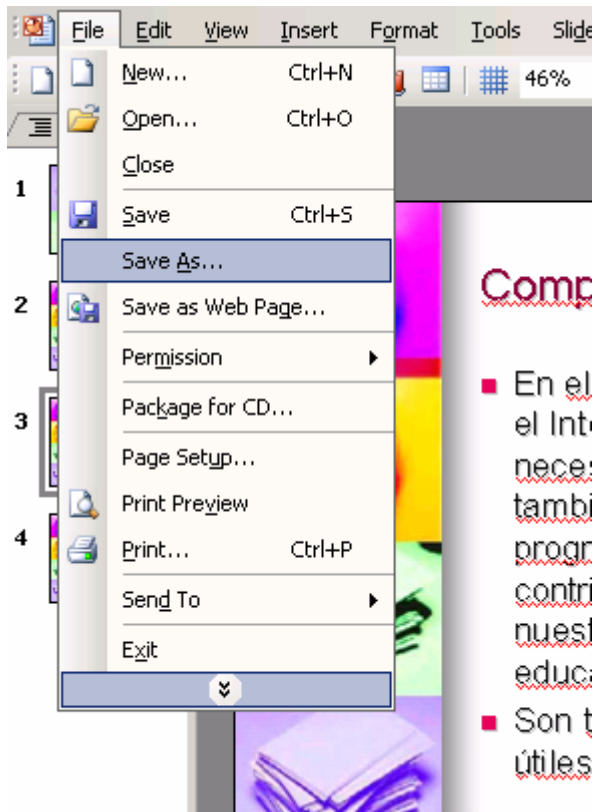 File Edit View Insert Format Tools
46%
New... Ctrl+N
Open... Ctrl+O
Close
Save Ctrl+S
Save As...
Save as Web Page...
Permission
Package for CD...
Page Setup...
Print Preview
Print... Ctrl+P
Send To
Exit
1
2
3
4
Comp
En el
el Int
neces
tambi
progr
contri
nuest
educa
Son t
útiles